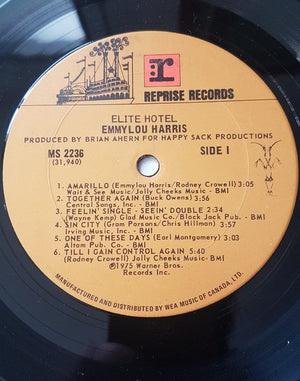 r
REPRISE RECORDS
ELITE HOTEL
EMMYLOU HARRIS
PRODUCED BY BRIAN AHERN FOR HAPPY SACK PRODUCTIONS
MS 2236 SIDE 1
(31,940)
1. AMARILLO (Emmylou Harris/Rodney Crowell) 3:05
Wait & See Music/Jolly Cheeks Music - BMI
2. TOGETHER AGAIN (Buck Owens) 3:56
Central Songs, Inc. - BMI
3. FEELIN' SINGLE - SEEIN' DOUBLE 2:34
(Wayne Kemp) Glad Music Co./Black Jack Pub. - BMI
4. SIN CITY (Gram Parsons/Chris Hillman) 3:57
Irving Music, Inc. - BMI
5. ONE OF THESE DAYS (Earl Montgomery) 3:03
Altam Pub. Co. - BMI
6. TILL I GAIN CONTROL AGAIN 5:40
(Rodney Crowell) Jolly Cheeks Music - BMI
℗1975 Warner Bros.
Records Inc.
MANUFACTURED AND DISTRIBUTED BY WEA MUSIC OF CANADA, LTD.